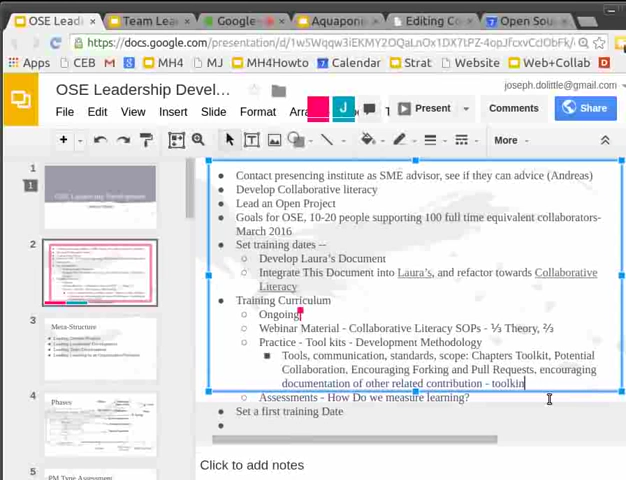 OSE Leadi
Team Lea
Google
Aquaponi
Editing Co
Open Sou
https://docs.google.com/presentation/d/
Apps CEB MH4 MJ MH4Howto Calendar Strat Website Web+Collab
joseph.dolittle@gmail.com
OSE Leadership Devel...
File Edit View Insert Slide Format Ar T
J
Present
Comments
Share
More
1
1
OSE Leadership Development
2
3
Meta-Structure
4
Phases
5
PM Type Assessment
Contact presencing institute as SME advisor, see if they can advice (Andreas)
Develop Collaborative literacy
Lead an Open Project
Goals for OSE, 10-20 people supporting 100 full time equivalent collaborators-
March 2016
Set training dates --
Develop Laura's Document
Integrate This Document into Laura's, and refactor towards Collaborative
Literacy
Training Curriculum
Ongoing
Webinar Material - Collaborative Literacy SOPs - ⅓ Theory, ⅔
Practice - Tool kits - Development Methodology
Tools, communication, standards, scope: Chapters Toolkit, Potential
Collaboration, Encouraging Forking and Pull Requests, encouraging
documentation of other related contribution - toolkin
Assessments - How Do we measure learning?
Set a first training Date
Click to add notes